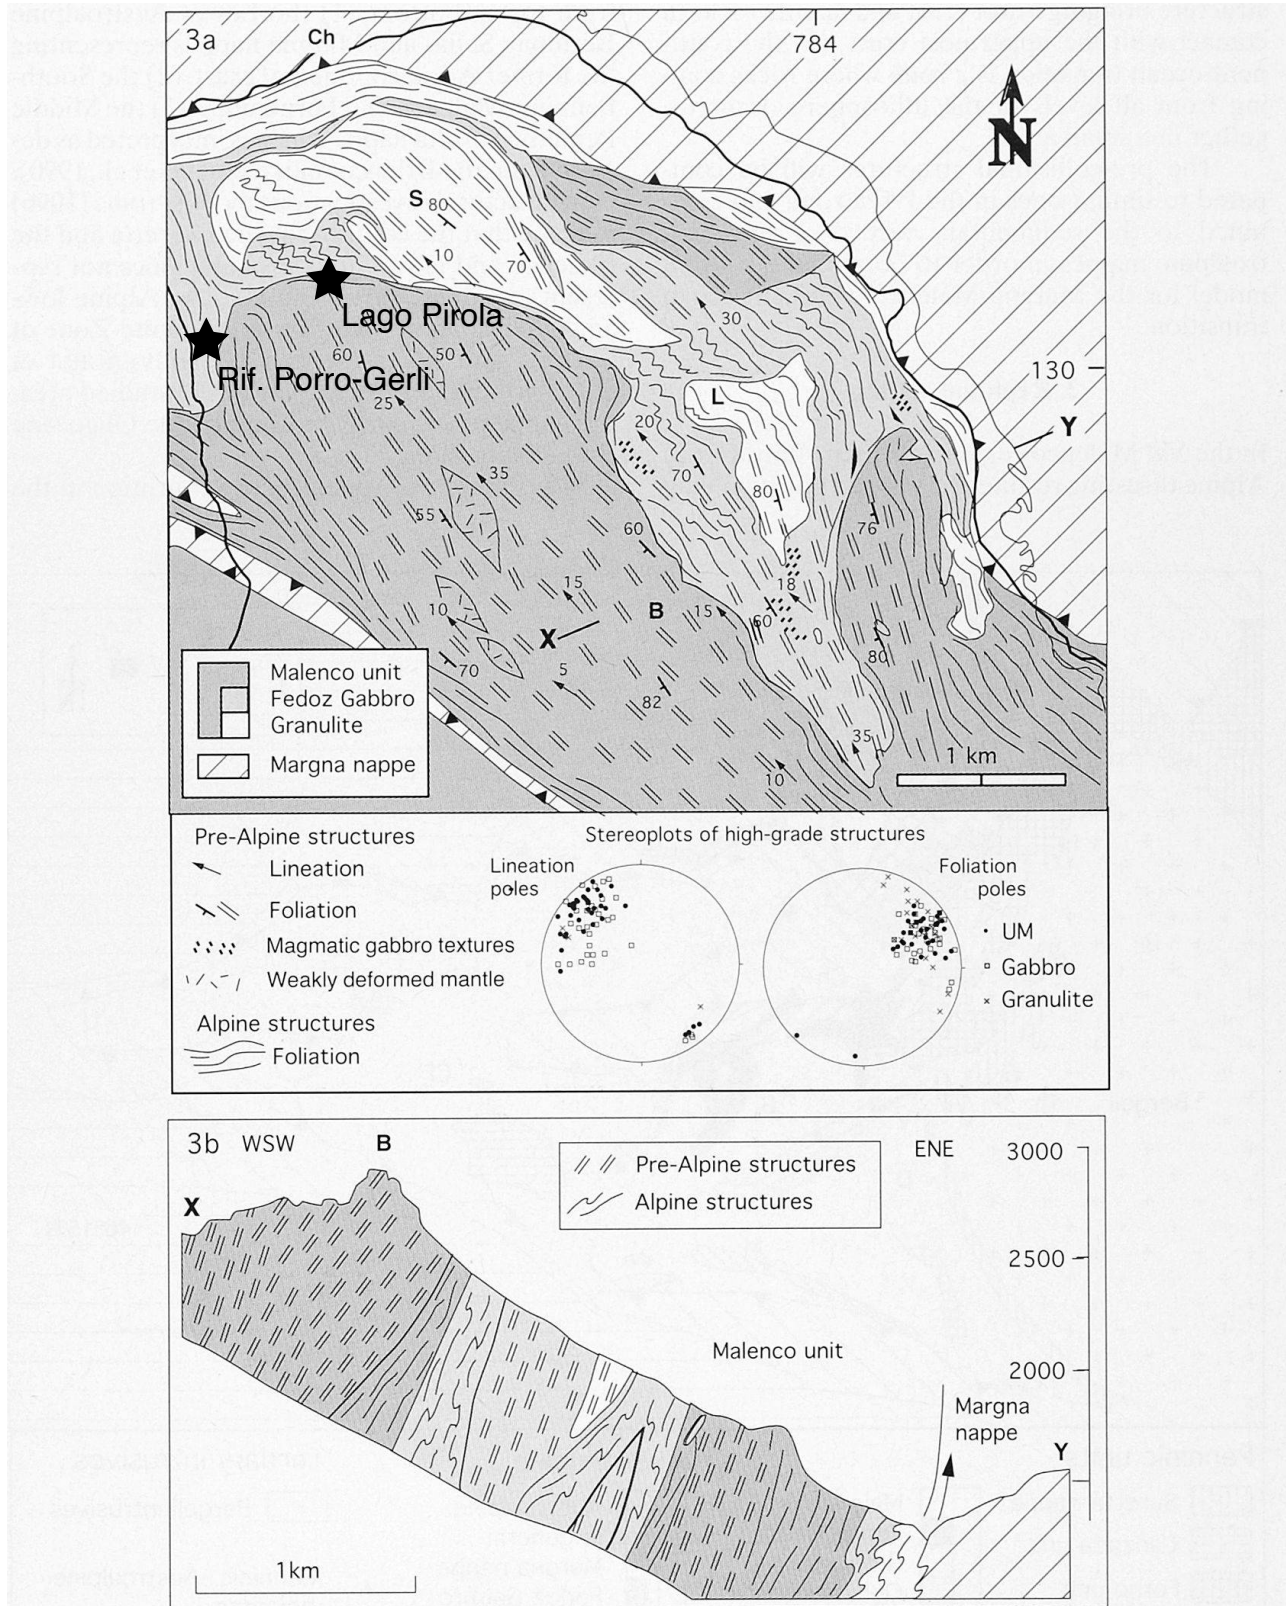 3a
Ch
784
N
S
80
10
70
Lago Pirola
30
60
50
Rif. Porro-Gerli
25
130
L
Y
20
70
35
80
55
76
60
15
18
10
B
15
60
X
80
70
5
82
35
10
1 km
Malenco unit
Fedoz Gabbro
Granulite
Margna nappe
Pre-Alpine structures
Lineation
Foliation
Magmatic gabbro textures
Weakly deformed mantle
Alpine structures
Foliation
Stereoplots of high-grade structures
Lineation
poles
Foliation
poles
UM
Gabbro
Granulite
3b WSW B
ENE
3000
X
Pre-Alpine structures
Alpine structures
2500
Malenco unit
2000
Margna
nappe
Y
1km